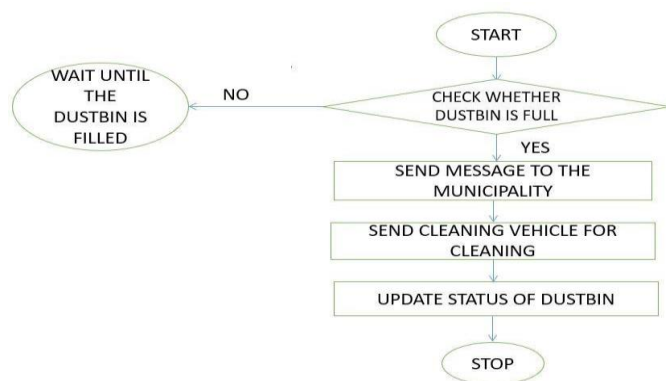 START
WAIT UNTIL
THE
DUSTBIN IS
FILLED
NO
CHECK WHETHER
DUSTBIN IS FULL
YES
SEND MESSAGE TO THE
MUNICIPALITY
SEND CLEANING VEHICLE FOR
CLEANING
UPDATE STATUS OF DUSTBIN
STOP